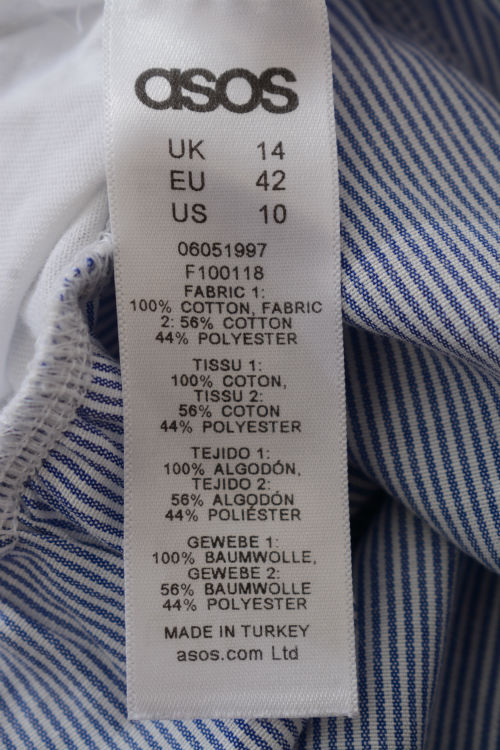 asos
UK 14
EU 42
US 10
06051997
F100118
FABRIC 1:
100% COTTON, FABRIC
2: 56% COTTON
44% POLYESTER
TISSU 1:
100% COTON,
TISSU 2:
56% COTON
44% POLYESTER
TEJIDO 1:
100% ALGODÓN,
TEJIDO 2:
56% ALGODÓN
44% POLIÉSTER
GEWEBE 1:
100% BAUMWOLLE,
GEWEBE 2:
56% BAUMWOLLE
44% POLYESTER
MADE IN TURKEY
asos.com Ltd